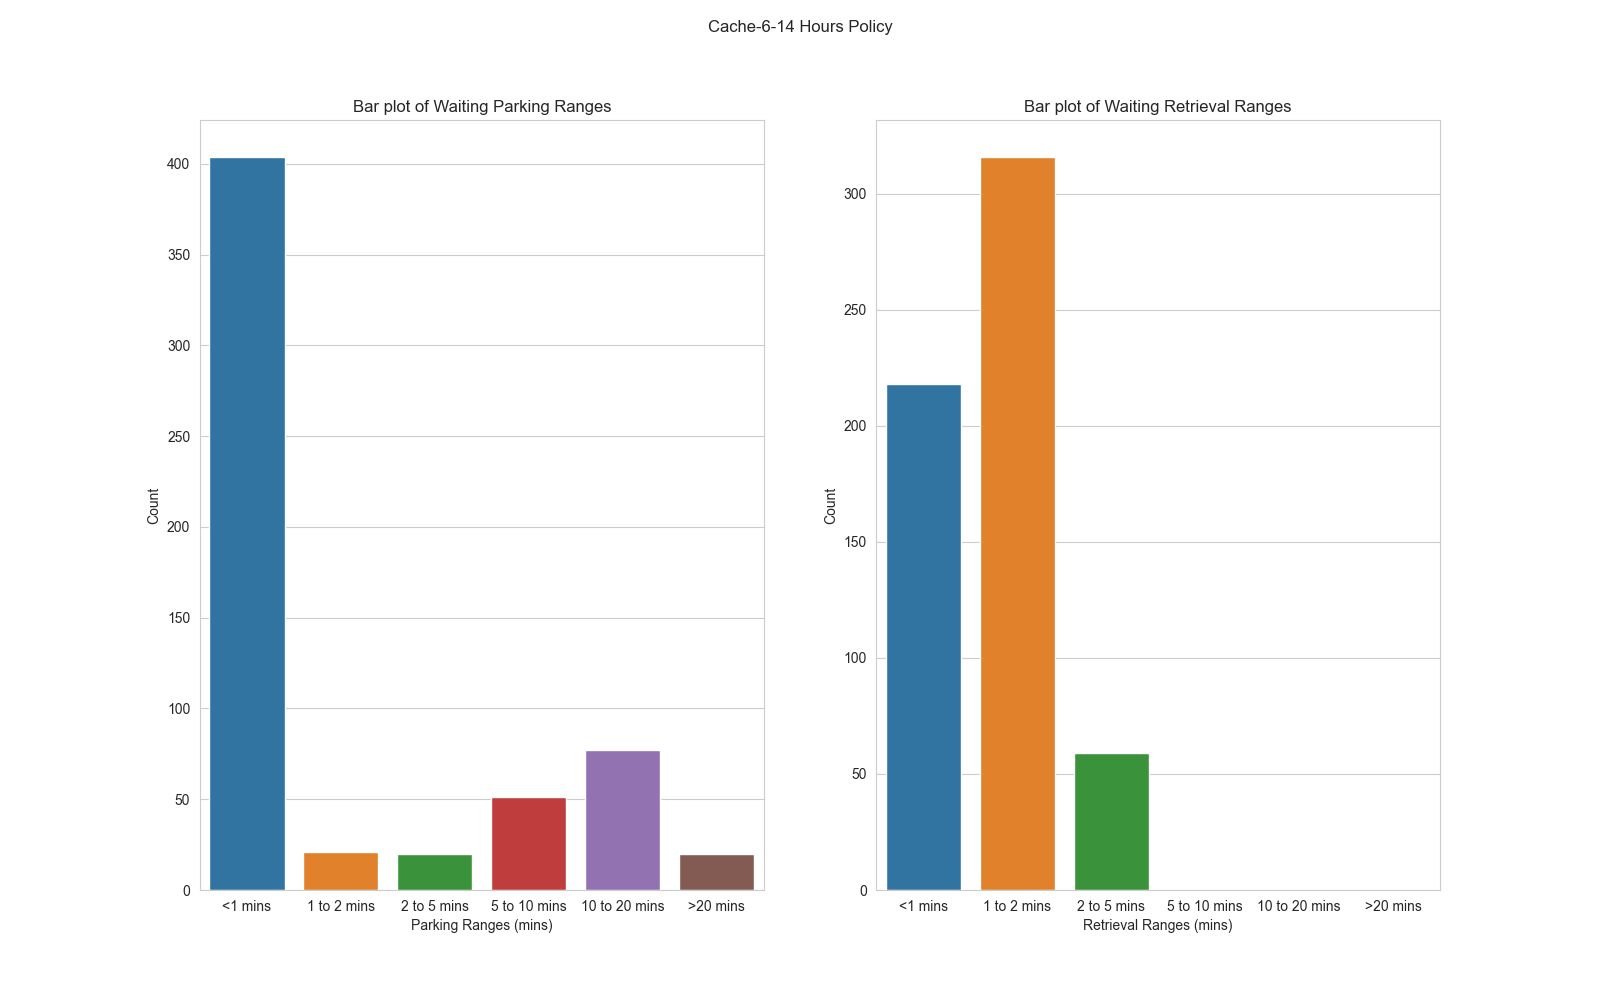 Cache-6-14 Hours Policy
Bar plot of Waiting Parking Ranges
400
350
300
250
200
150
100
50
0
Count
<1 mins 1 to 2 mins 2 to 5 mins 5 to 10 mins 10 to 20 mins >20 mins
Parking Ranges (mins)
Bar plot of Waiting Retrieval Ranges
300
250
200
150
100
50
0
Count
<1 mins 1 to 2 mins 2 to 5 mins 5 to 10 mins 10 to 20 mins >20 mins
Retrieval Ranges (mins)